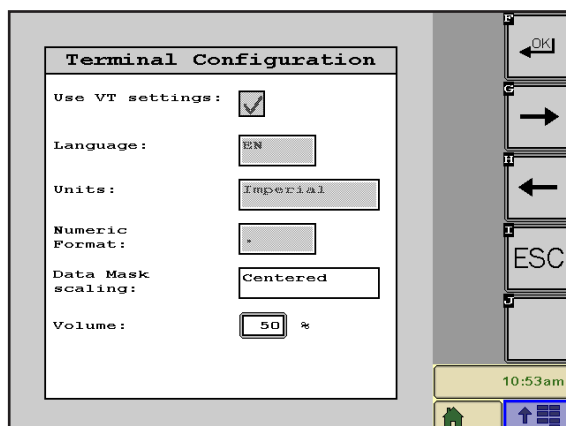 Terminal Configuration
Use VT settings:
Language: EN
Units: Imperial
Numeric
Format: .
Data Mask
scaling: Centered
Volume: 50 %
F
OK
G
H
I
ESC
J
10:53am